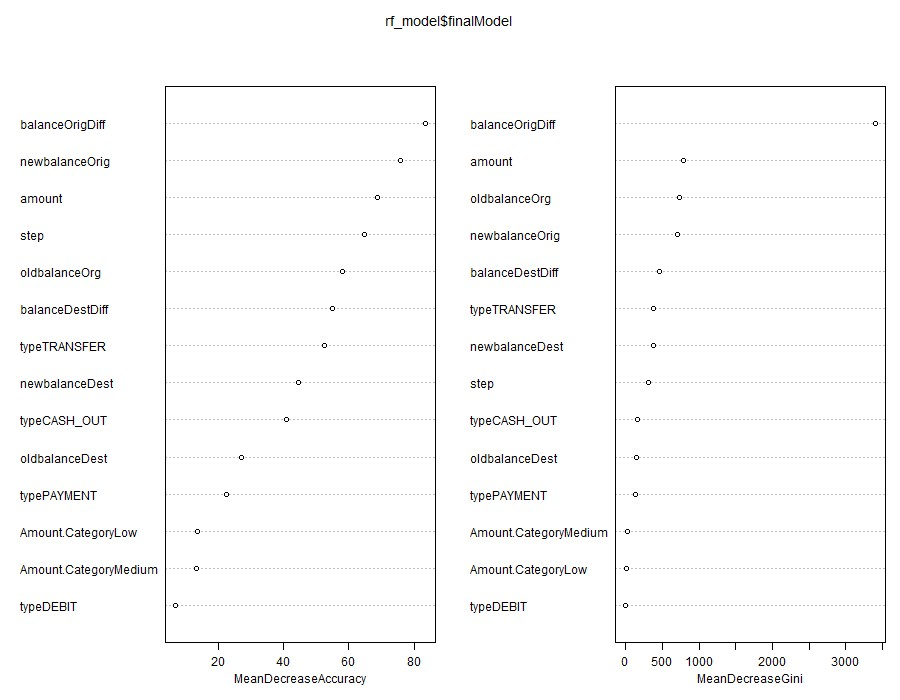 rf_model$finalModel
balanceOrigDiff
newbalanceOrig
amount
step
oldbalanceOrg
balanceDestDiff
typeTRANSFER
newbalanceDest
typeCASH_OUT
oldbalanceDest
typePAYMENT
Amount.CategoryLow
Amount.CategoryMedium
typeDEBIT
20 40 60 80
MeanDecreaseAccuracy
balanceOrigDiff
amount
oldbalanceOrg
newbalanceOrig
balanceDestDiff
typeTRANSFER
newbalanceDest
step
typeCASH_OUT
oldbalanceDest
typePAYMENT
Amount.CategoryMedium
Amount.CategoryLow
typeDEBIT
0 500 1000 2000 3000
MeanDecreaseGini